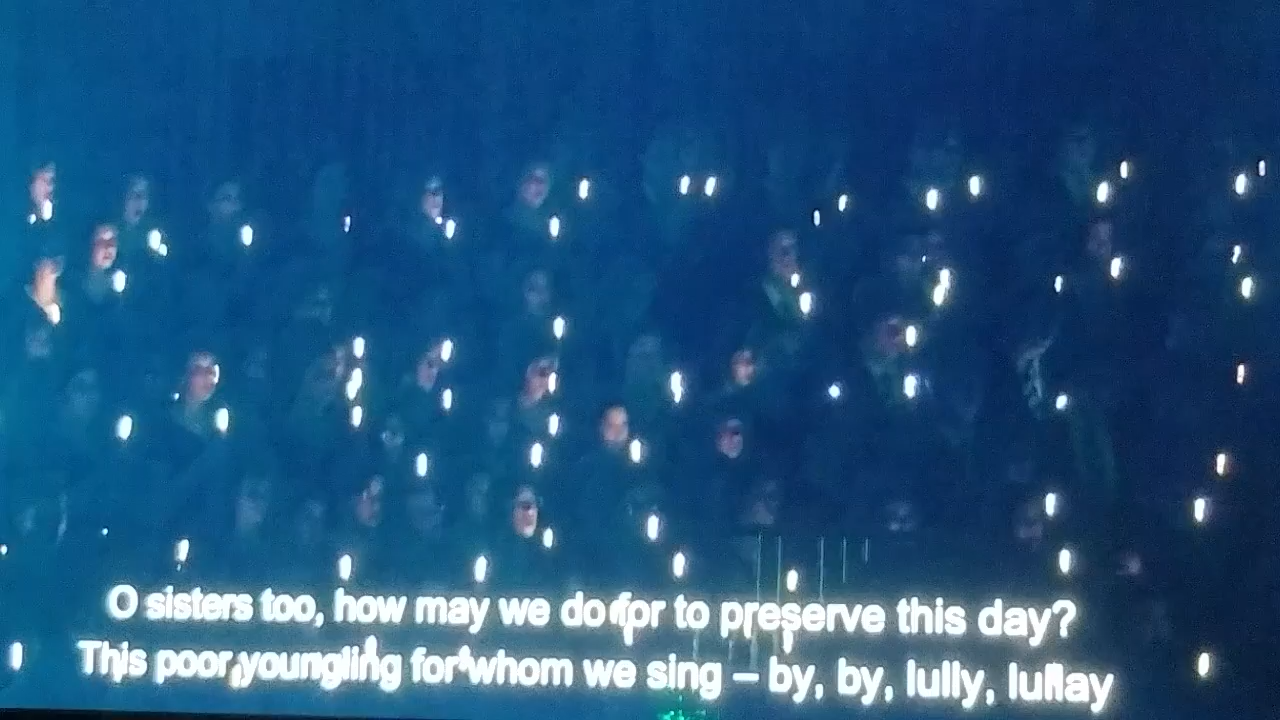 O sisters too, how may we do for to preserve this day?
This poor youngling for whom we sing – by, by, lully, lullay